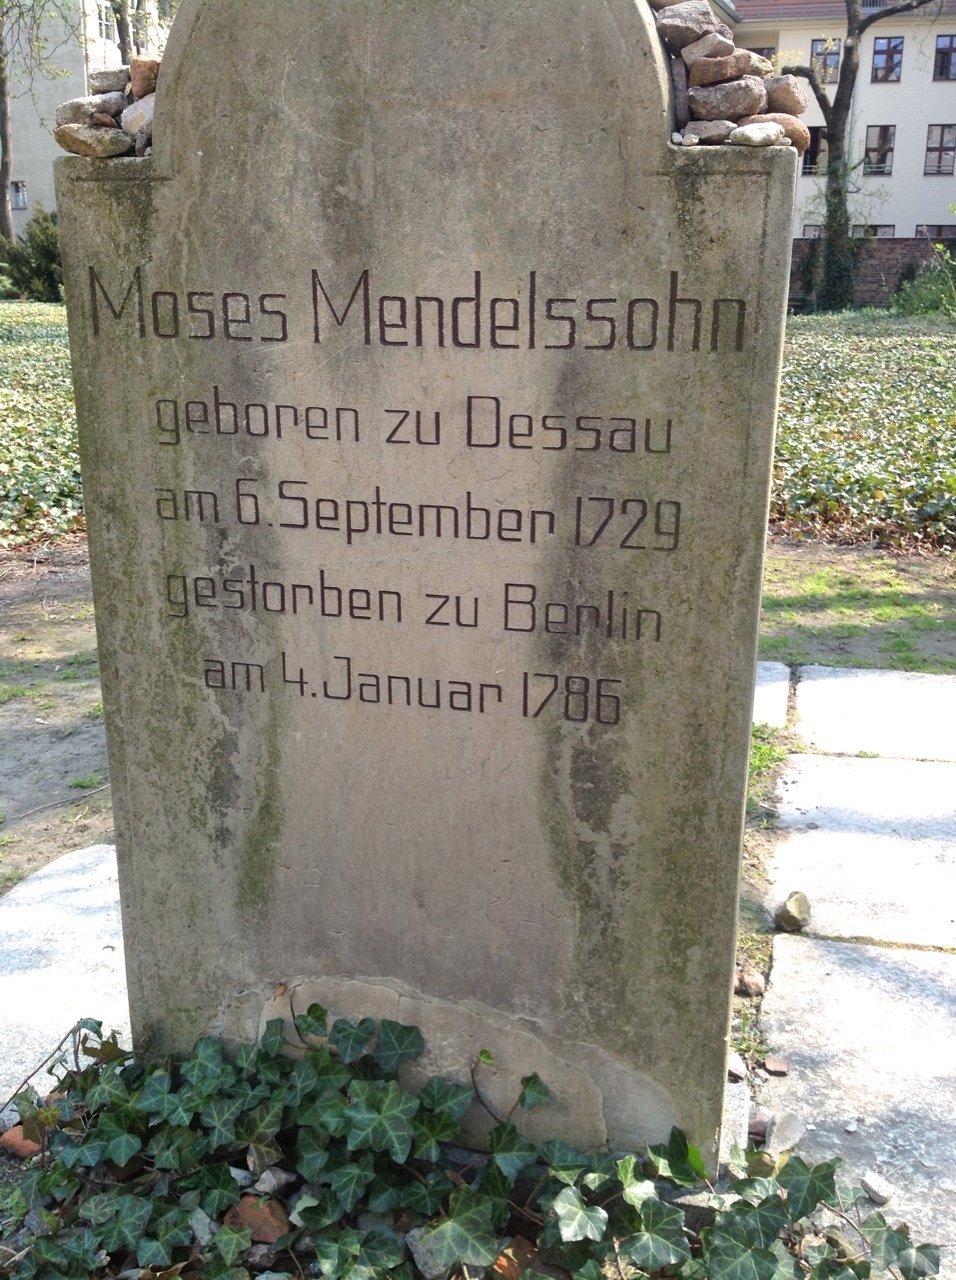 Moses Mendelssohn
geboren zu Dessau
am 6. September 1729
gestorben zu Berlin
am 4. Januar 1786